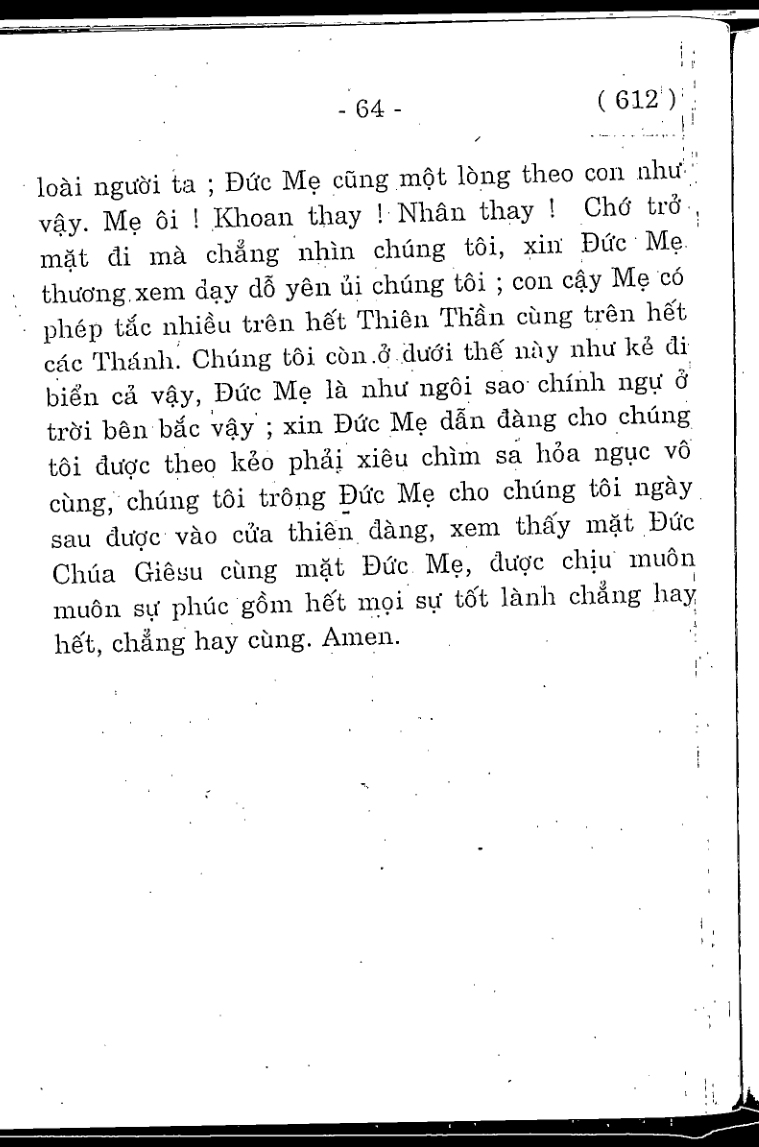 - 64 -
( 612 )
loài người ta ; Đức Mẹ cũng một lòng theo con như
vậy. Mẹ ôi ! Khoan thay ! Nhân thay ! Chớ trở
mặt đi mà chẳng nhìn chúng tôi, xin Đức Mẹ
thương xem dạy dỗ yên ủi chúng tôi ; con cậy Mẹ có
phép tắc nhiều trên hết Thiên Thần cùng trên hết
các Thánh. Chúng tôi còn ở dưới thế này như kẻ đi
biển cả vậy, Đức Mẹ là như ngôi sao chính ngự ở
trời bên bắc vậy ; xin Đức Mẹ dẫn đàng cho chúng
tôi được theo kẻo phải xiêu chìm sa hỏa ngục vô
cùng, chúng tôi trông Đức Mẹ cho chúng tôi ngày
sau được vào cửa thiên đàng, xem thấy mặt Đức
Chúa Giêsu cùng mặt Đức Mẹ, được chịu muôn
muôn sự phúc gồm hết mọi sự tốt lành chẳng hay
hết, chẳng hay cùng. Amen.